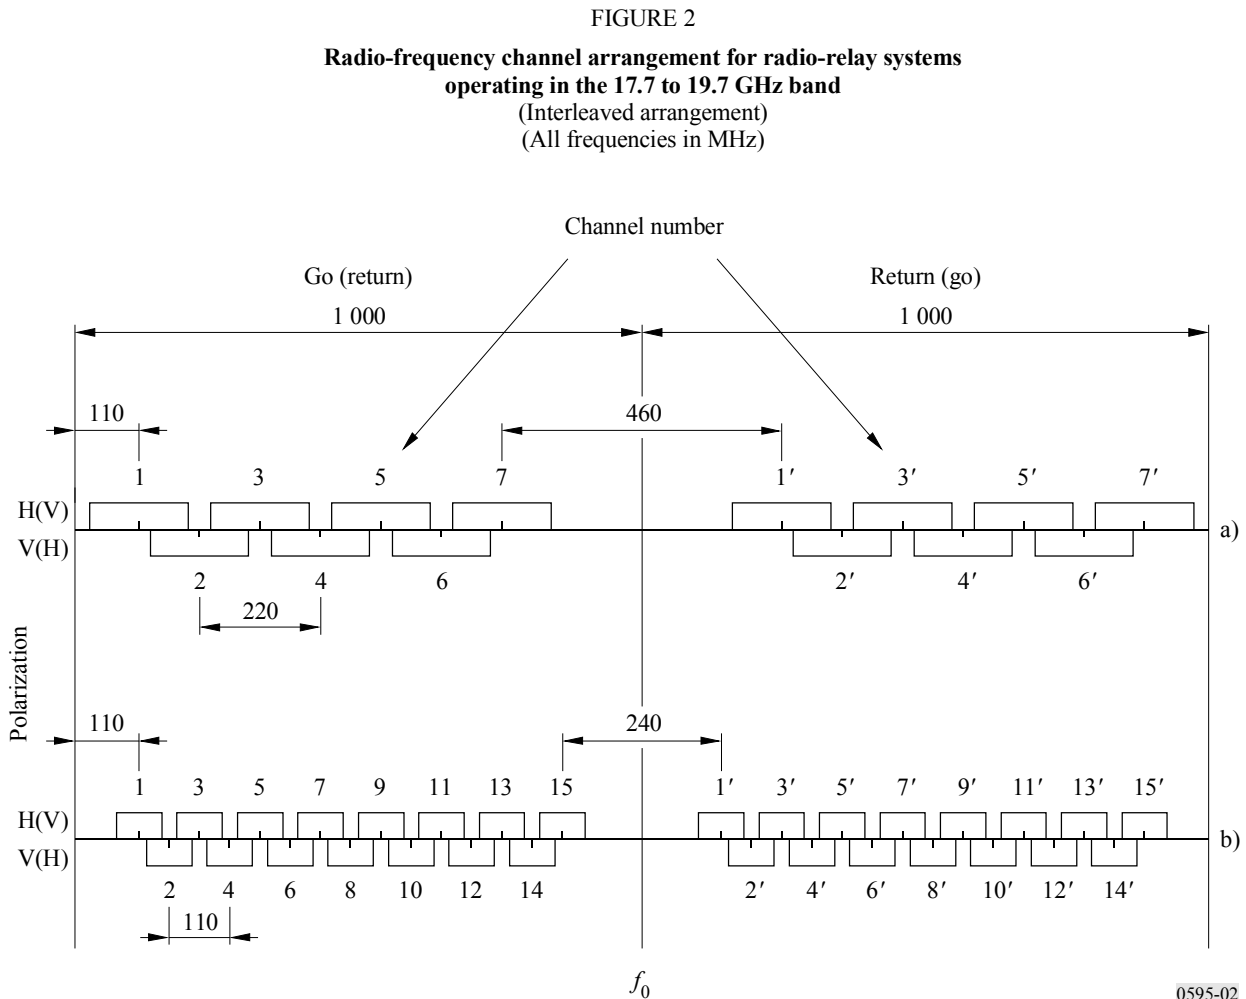 FIGURE 2
Radio-frequency channel arrangement for radio-relay systems
operating in the 17.7 to 19.7 GHz band
(Interleaved arrangement)
(All frequencies in MHz)
Channel number
Go (return)
Return (go)
1 000
1 000
110
460
1 3 5 7
1′ 3′ 5′ 7′
H(V)
V(H)
a)
2 4 6
2′ 4′ 6′
220
Polarization
110
240
1 3 5 7 9 11 13 15
1′ 3′ 5′ 7′ 9′ 11′ 13′ 15′
H(V)
V(H)
b)
2 4 6 8 10 12 14
2′ 4′ 6′ 8′ 10′ 12′ 14′
110
f0
0595-02